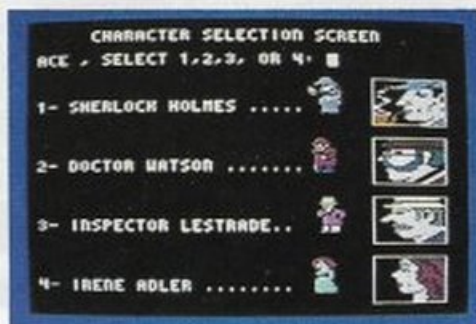 CHARACTER SELECTION SCREEN
ACE , SELECT 1,2,3, OR 4:
1- SHERLOCK HOLMES .....
2- DOCTOR WATSON .......
3- INSPECTOR LESTRADE..
4- IRENE ADLER ........